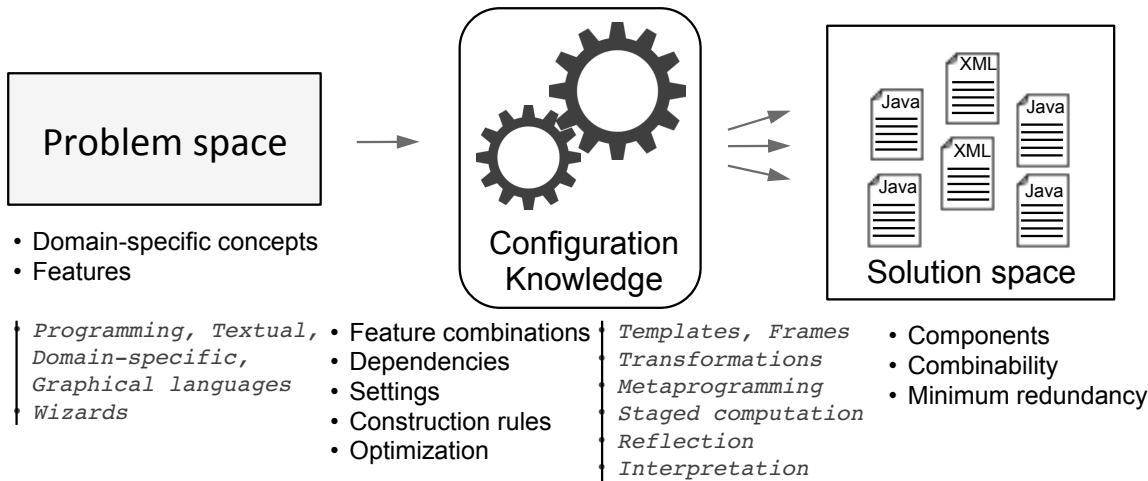 Problem space
• Domain-specific concepts
• Features
• Programming, Textual,
Domain-specific,
Graphical languages
• Wizards
Configuration
Knowledge
• Feature combinations
• Dependencies
• Settings
• Construction rules
• Optimization
• Templates, Frames
• Transformations
• Metaprogramming
• Staged computation
• Reflection
• Interpretation
XML
Java
Java
XML
Java
Java
Solution space
• Components
• Combinability
• Minimum redundancy